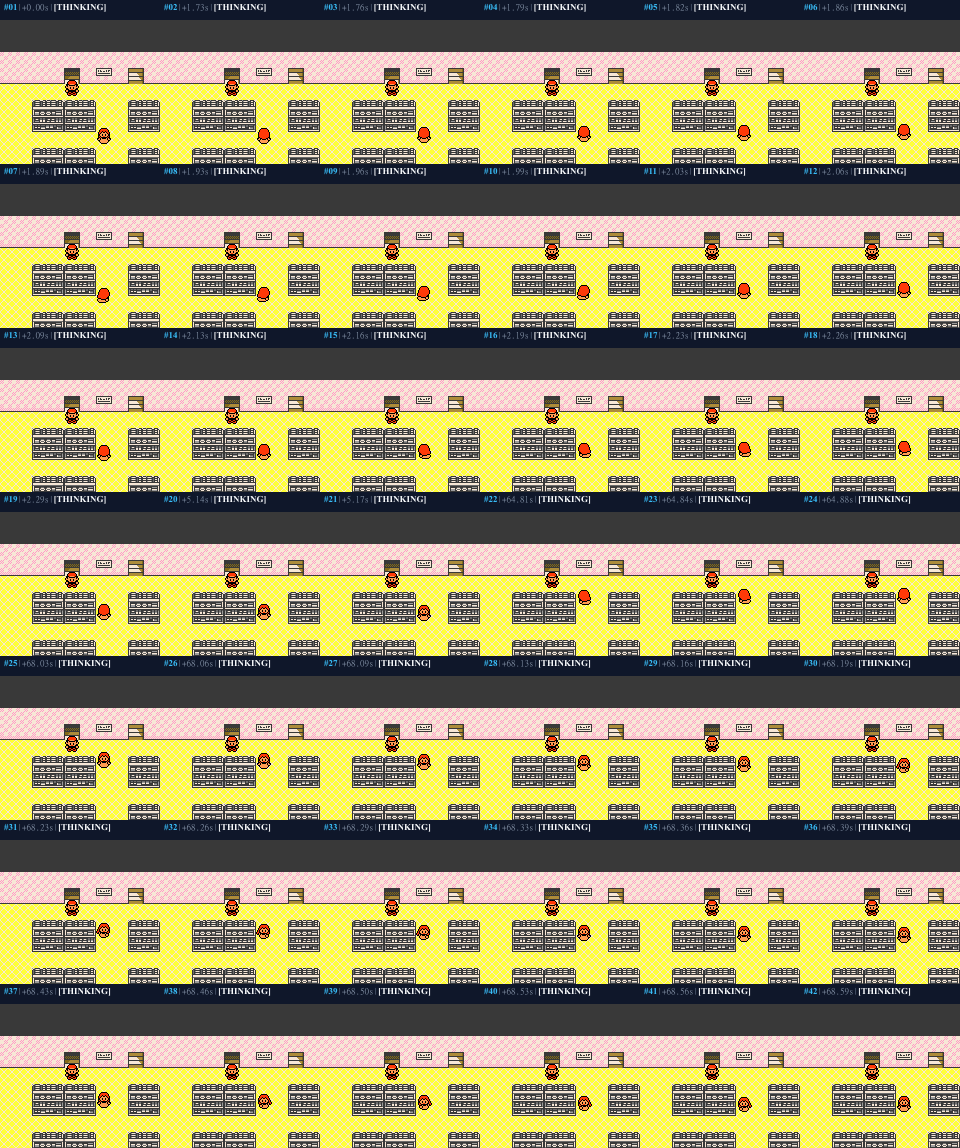 #01|+0.00s|[THINKING] #02|+1.73s|[THINKING] #03|+1.76s|[THINKING] #04|+1.79s|[THINKING] #05|+1.82s|[THINKING] #06|+1.86s|[THINKING]
#07|+1.89s|[THINKING] #08|+1.93s|[THINKING] #09|+1.96s|[THINKING] #10|+1.99s|[THINKING] #11|+2.03s|[THINKING] #12|+2.06s|[THINKING]
#13|+2.09s|[THINKING] #14|+2.13s|[THINKING] #15|+2.16s|[THINKING] #16|+2.19s|[THINKING] #17|+2.23s|[THINKING] #18|+2.26s|[THINKING]
#19|+2.29s|[THINKING] #20|+5.14s|[THINKING] #21|+5.17s|[THINKING] #22|+64.81s|[THINKING] #23|+64.84s|[THINKING] #24|+64.88s|[THINKING]
#25|+68.03s|[THINKING] #26|+68.06s|[THINKING] #27|+68.09s|[THINKING] #28|+68.13s|[THINKING] #29|+68.16s|[THINKING] #30|+68.19s|[THINKING]
#31|+68.23s|[THINKING] #32|+68.26s|[THINKING] #33|+68.29s|[THINKING] #34|+68.33s|[THINKING] #35|+68.36s|[THINKING] #36|+68.39s|[THINKING]
#37|+68.43s|[THINKING] #38|+68.46s|[THINKING] #39|+68.50s|[THINKING] #40|+68.53s|[THINKING] #41|+68.56s|[THINKING] #42|+68.59s|[THINKING]